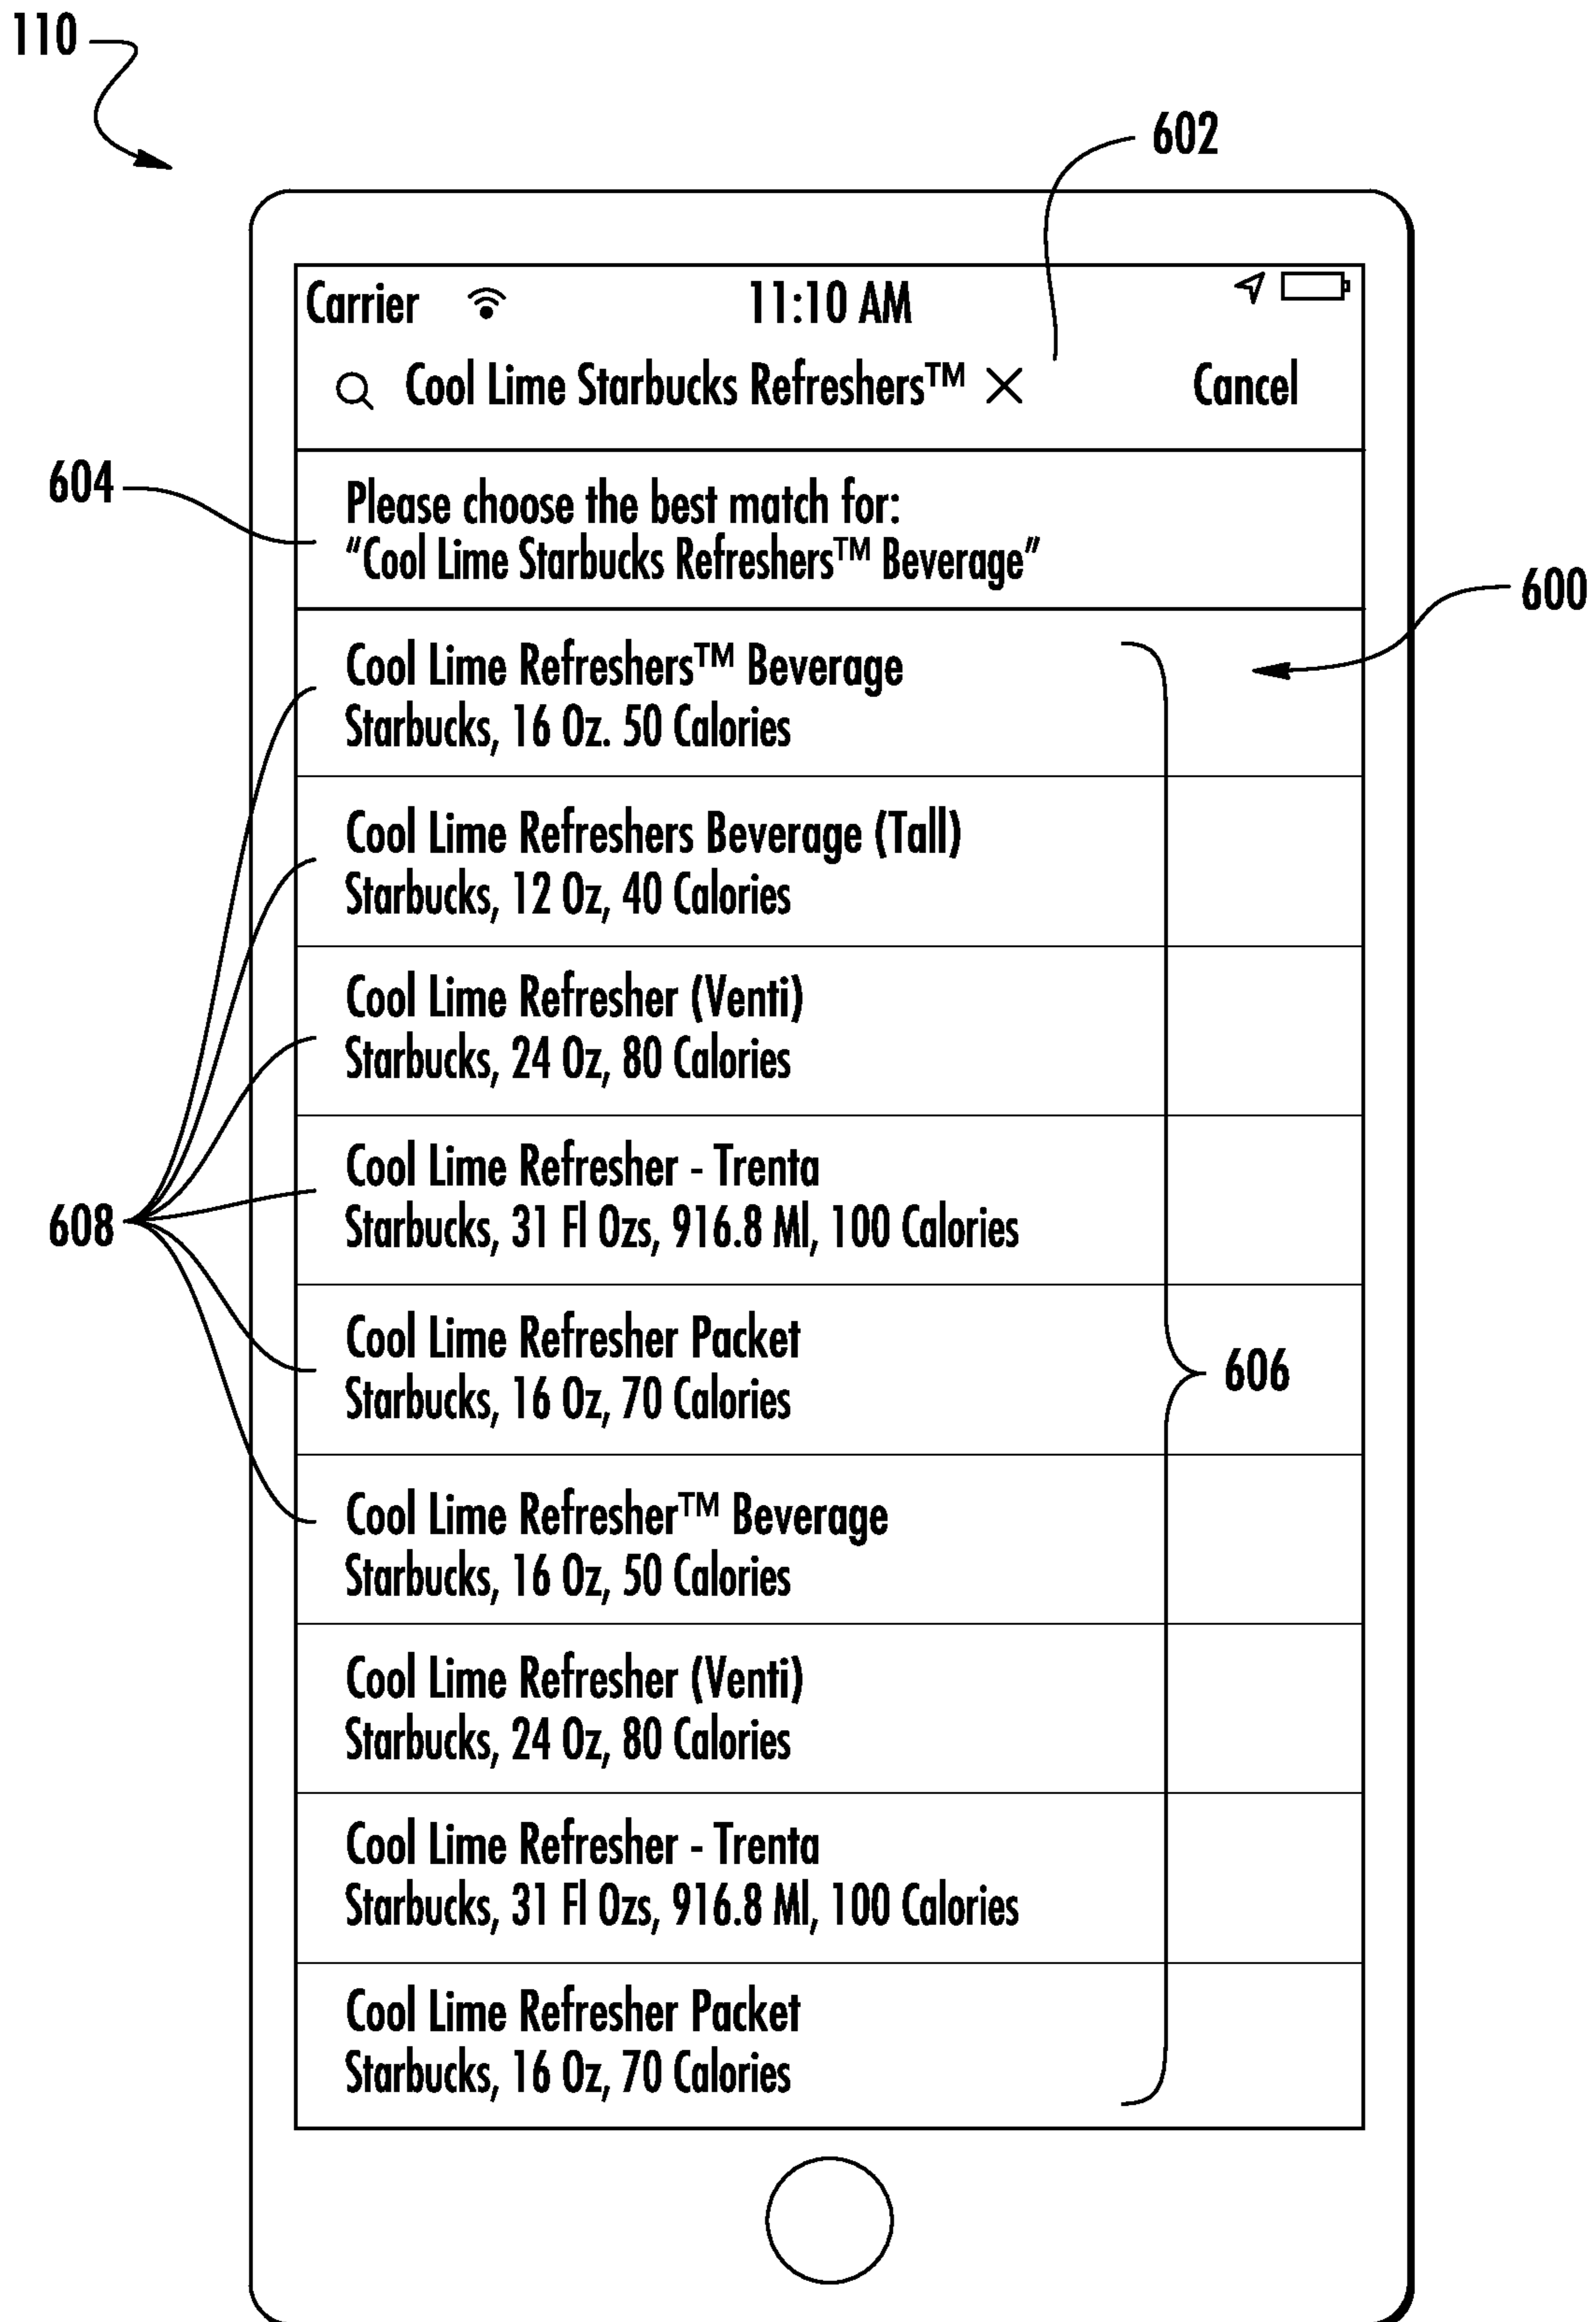 110
602
Carrier 11:10 AM
Cool Lime Starbucks Refreshers™ X Cancel
604
Please choose the best match for:
"Cool Lime Starbucks Refreshers™ Beverage"
600
Cool Lime Refreshers™ Beverage
Starbucks, 16 Oz. 50 Calories
Cool Lime Refreshers Beverage (Tall)
Starbucks, 12 Oz, 40 Calories
Cool Lime Refresher (Venti)
Starbucks, 24 Oz, 80 Calories
Cool Lime Refresher - Trenta
608
Starbucks, 31 Fl Ozs, 916.8 Ml, 100 Calories
Cool Lime Refresher Packet
606
Starbucks, 16 Oz, 70 Calories
Cool Lime Refresher™ Beverage
Starbucks, 16 Oz, 50 Calories
Cool Lime Refresher (Venti)
Starbucks, 24 Oz, 80 Calories
Cool Lime Refresher - Trenta
Starbucks, 31 Fl Ozs, 916.8 Ml, 100 Calories
Cool Lime Refresher Packet
Starbucks, 16 Oz, 70 Calories